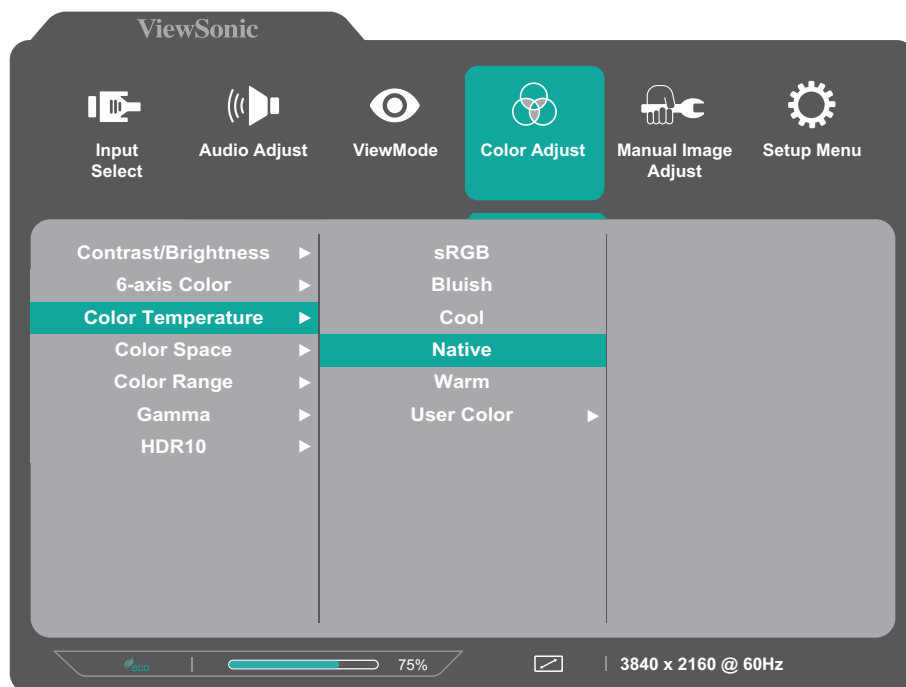 ViewSonic
Input
Select
Audio Adjust
ViewMode
Color Adjust
Manual Image
Adjust
Setup Menu
Contrast/Brightness
6-axis Color
Color Temperature
Color Space
Color Range
Gamma
HDR10
sRGB
Bluish
Cool
Native
Warm
User Color
eco
75%
3840 x 2160 @ 60Hz